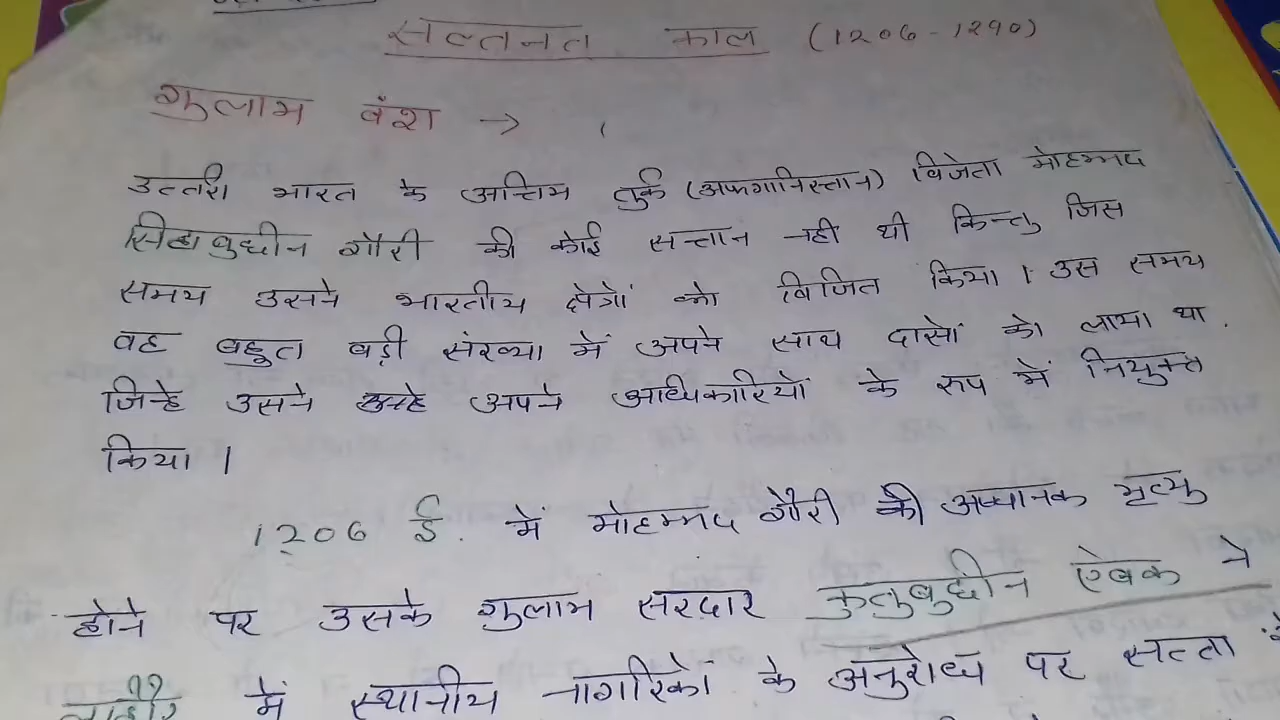 सल्तनत काल (1206-1290)
गुलाम वंश →
उत्तरी भारत के अन्तिम तुर्क (अफगानिस्तान) विजेता मोहम्मद
सिहाबुद्दीन गौरी की कोई सन्तान नही थी किन्तु जिस
समय उसने भारतीय क्षेत्रों को विजित किया। उस समय
वह बहुत बड़ी संख्या में अपने साथ दासों को लाया था.
जिन्हे उसने उन्हे अपने अधिकारियों के रुप में नियुक्त
किया।
1206 ई. में मोहम्मद गौरी की अचानक मृत्यु
होने पर उसके गुलाम सरदार कुतुबुद्दीन ऐबक ने
लाहौर में स्थानीय नागरिकों के अनुरोध पर सत्ता